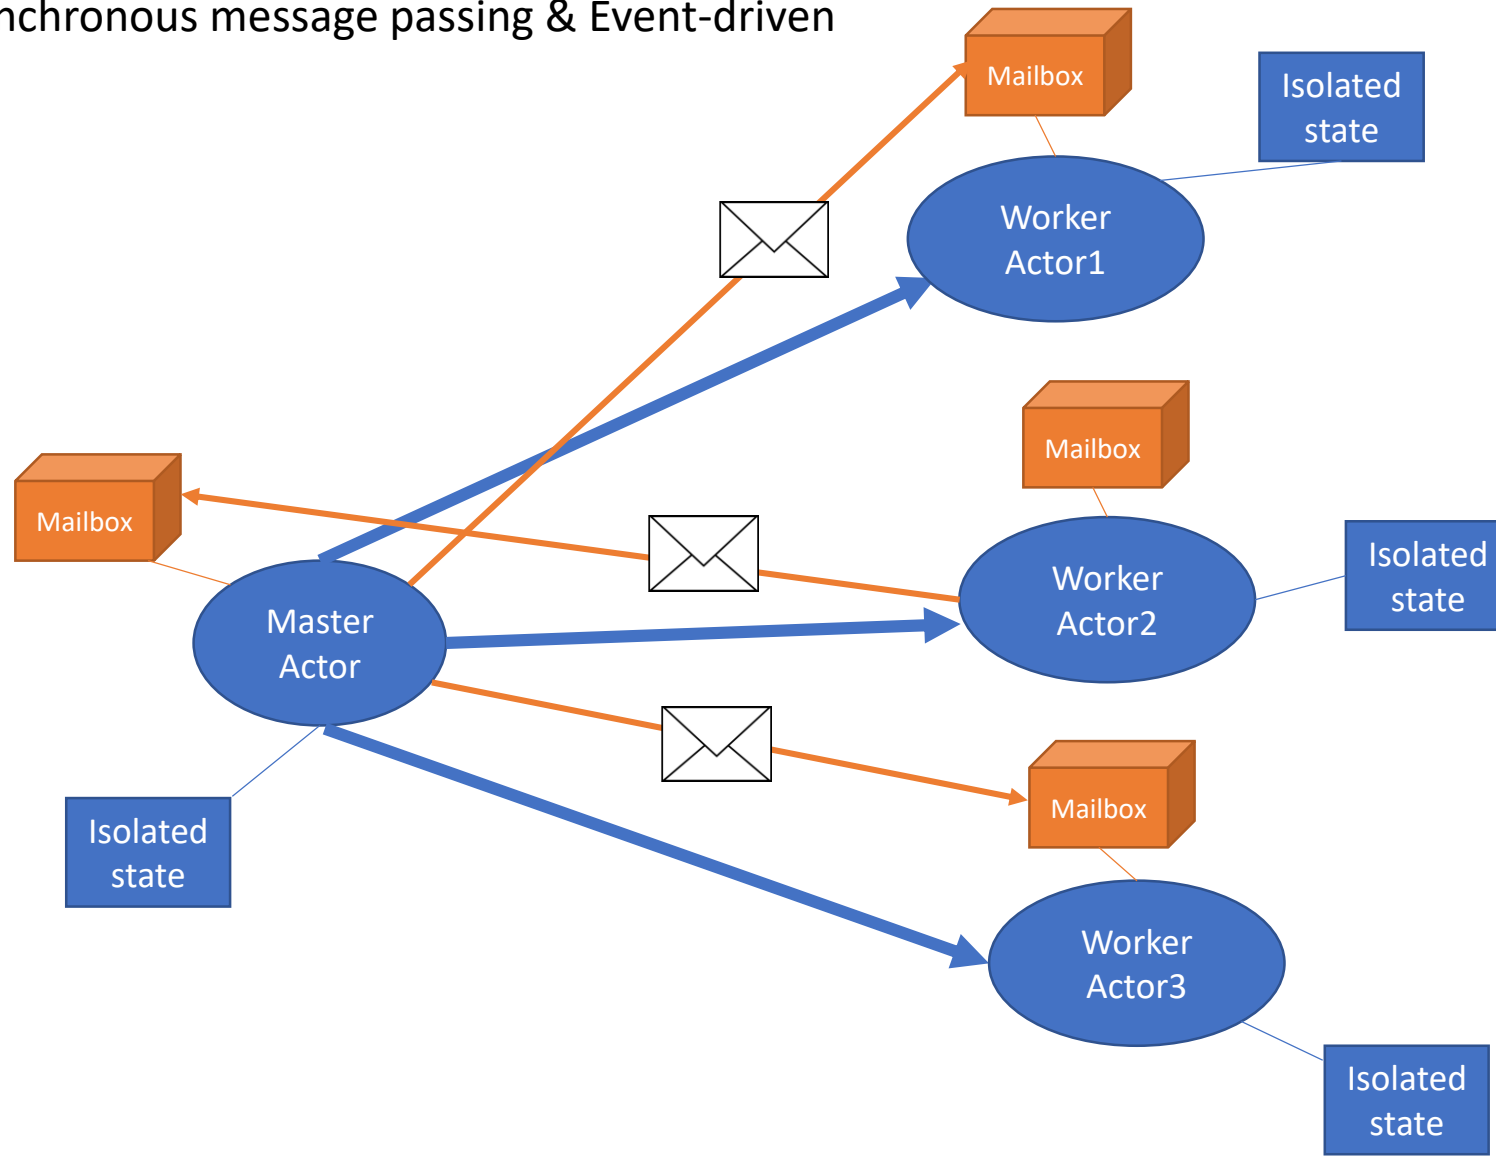 nchronous message passing & Event-driven
Mailbox
Isolated
state
Worker
Actor1
Mailbox
Mailbox
Isolated
state
Worker
Actor2
Master
Actor
Mailbox
Isolated
state
Worker
Actor3
Isolated
state